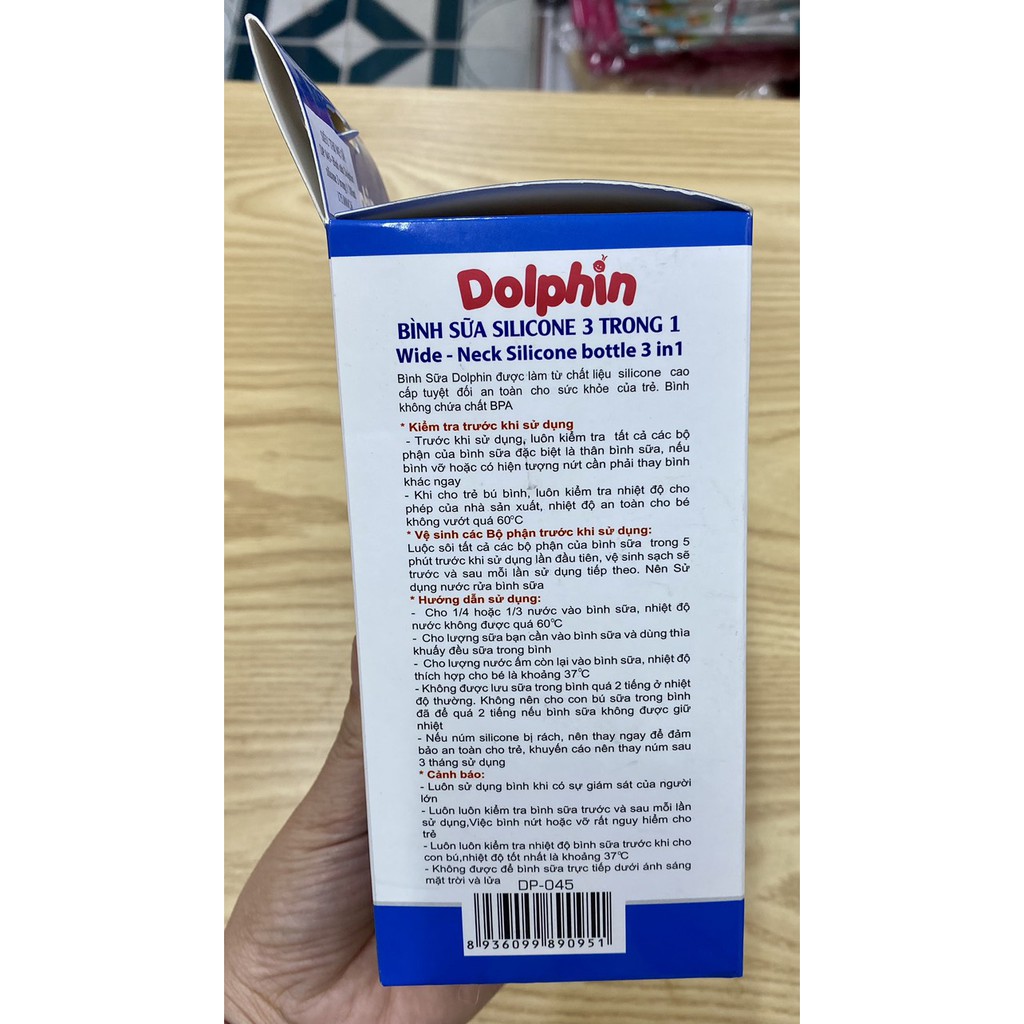 Dolphin
BÌNH SỮA SILICONE 3 TRONG 1
Wide - Neck Silicone bottle 3 in1
Bình Sữa Dolphin được làm từ chất liệu silicone cao
cấp tuyệt đối an toàn cho sức khỏe của trẻ. Bình
không chứa chất BPA
* Kiểm tra trước khi sử dụng
- Trước khi sử dụng, luôn kiểm tra tất cả các bộ
phận của bình sữa đặc biệt là thân bình sữa, nếu
bình vỡ hoặc có hiện tượng nứt cần phải thay bình
khác ngay
- Khi cho trẻ bú bình, luôn kiểm tra nhiệt độ cho
phép của nhà sản xuất, nhiệt độ an toàn cho bé
không vướt quá 60°C
* Vệ sinh các Bộ phận trước khi sử dụng:
Luộc sôi tất cả các bộ phận của bình sữa trong 5
phút trước khi sử dụng lần đầu tiên, vệ sinh sạch sẽ
trước và sau mỗi lần sử dụng tiếp theo. Nên Sử
dụng nước rửa bình sữa
* Hướng dẫn sử dụng:
- Cho 1/4 hoặc 1/3 nước vào bình sữa, nhiệt độ
nước không được quá 60°C
- Cho lượng sữa bạn cần vào bình sữa và dùng thìa
khuấy đều sữa trong bình
- Cho lượng nước ấm còn lại vào bình sữa, nhiệt độ
thích hợp cho bé là khoảng 37°C
- Không được lưu sữa trong bình quá 2 tiếng ở nhiệt
độ thường. Không nên cho con bú sữa trong bình
đã để quá 2 tiếng nếu bình sữa không được giữ
nhiệt
- Nếu núm silicone bị rách, nên thay ngay để đảm
bảo an toàn cho trẻ, khuyến cáo nên thay núm sau
3 tháng sử dụng
* Cảnh báo:
- Luôn sử dụng bình khi có sự giám sát của người
lớn
- Luôn luôn kiểm tra bình sữa trước và sau mỗi lần
sử dụng,Việc bình nứt hoặc vỡ rất nguy hiểm cho
trẻ
- Luôn luôn kiểm tra nhiệt độ bình sữa trước khi cho
con bú,nhiệt độ tốt nhất là khoảng 37°C
- Không được để bình sữa trực tiếp dưới ánh sáng
mặt trời và lửa
DP-045
8 936099 890951